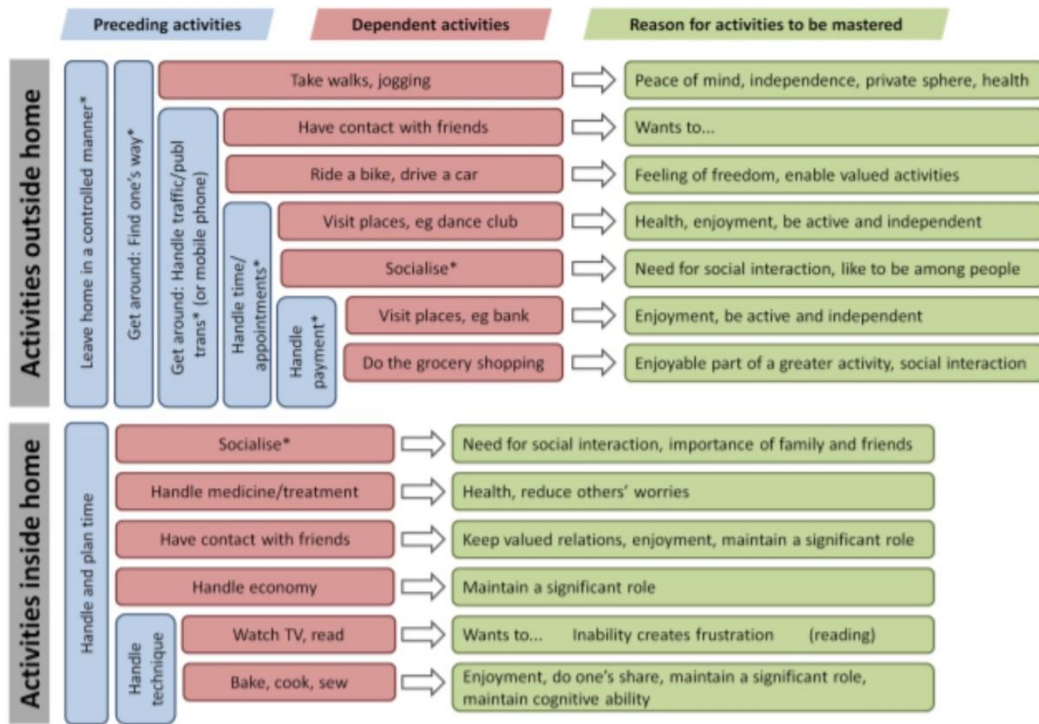 Preceding activities
Dependent activities
Reason for activities to be mastered
Activities outside home
Leave home in a controlled manner*
Get around: Find one's way*
Get around: Handle traffic/publ
trans* (or mobile phone)
Handle time/
appointments*
Handle
payment*
Take walks, jogging
Peace of mind, independence, private sphere, health
Have contact with friends
Wants to...
Ride a bike, drive a car
Feeling of freedom, enable valued activities
Visit places, eg dance club
Health, enjoyment, be active and independent
Socialise*
Need for social interaction, like to be among people
Visit places, eg bank
Enjoyment, be active and independent
Do the grocery shopping
Enjoyable part of a greater activity, social interaction
Activities inside home
Handle and plan time
Handle
technique
Socialise*
Need for social interaction, importance of family and friends
Handle medicine/treatment
Health, reduce others' worries
Have contact with friends
Keep valued relations, enjoyment, maintain a significant role
Handle economy
Maintain a significant role
Watch TV, read
Wants to... Inability creates frustration (reading)
Bake, cook, sew
Enjoyment, do one's share, maintain a significant role,
maintain cognitive ability